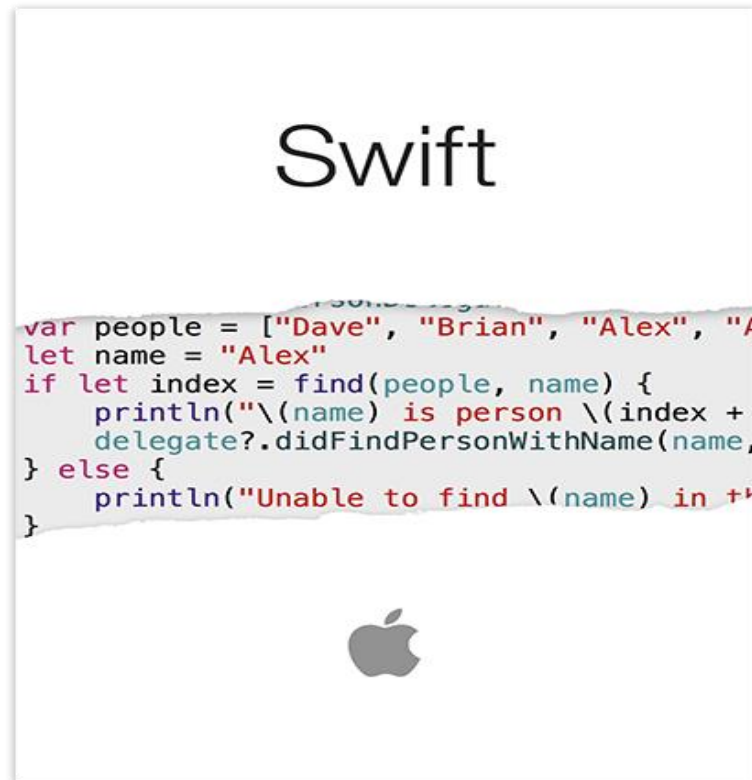 Swift
var people = ["Dave", "Brian", "Alex", "A
let name = "Alex"
if let index = find(people, name) {
    println("\(name) is person \(index +
    delegate?.didFindPersonWithName(name,
} else {
    println("Unable to find \(name) in th
}